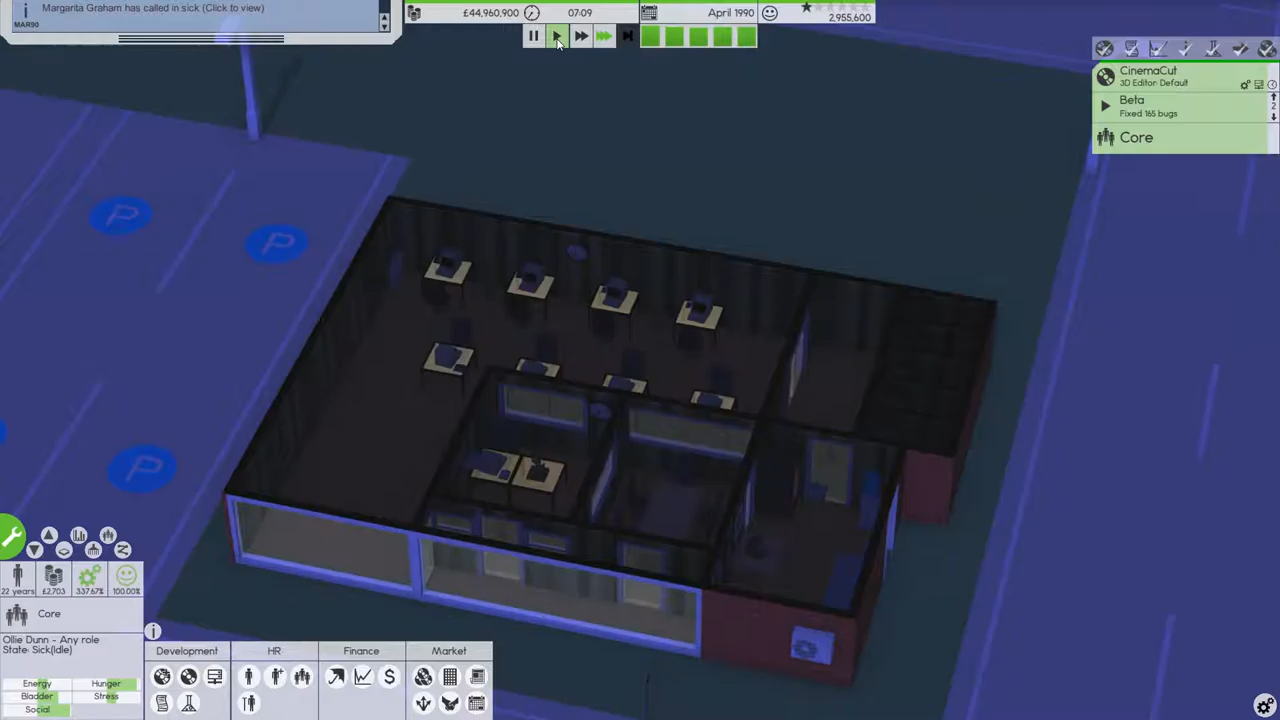 Margarita Graham has called in sick (Click to view)
MAR90
£44,960,900
07:09
April 1990
2,955,600
CinemaCut
3D Editor: Default
Beta
2
Fixed 165 bugs
Core
P
P
P
22 years
£2,703
337.67%
100.00%
Core
Ollie Dunn - Any role
State: Sick(Idle)
Energy
Hunger
Bladder
Stress
Social
Development
HR
Finance
Market